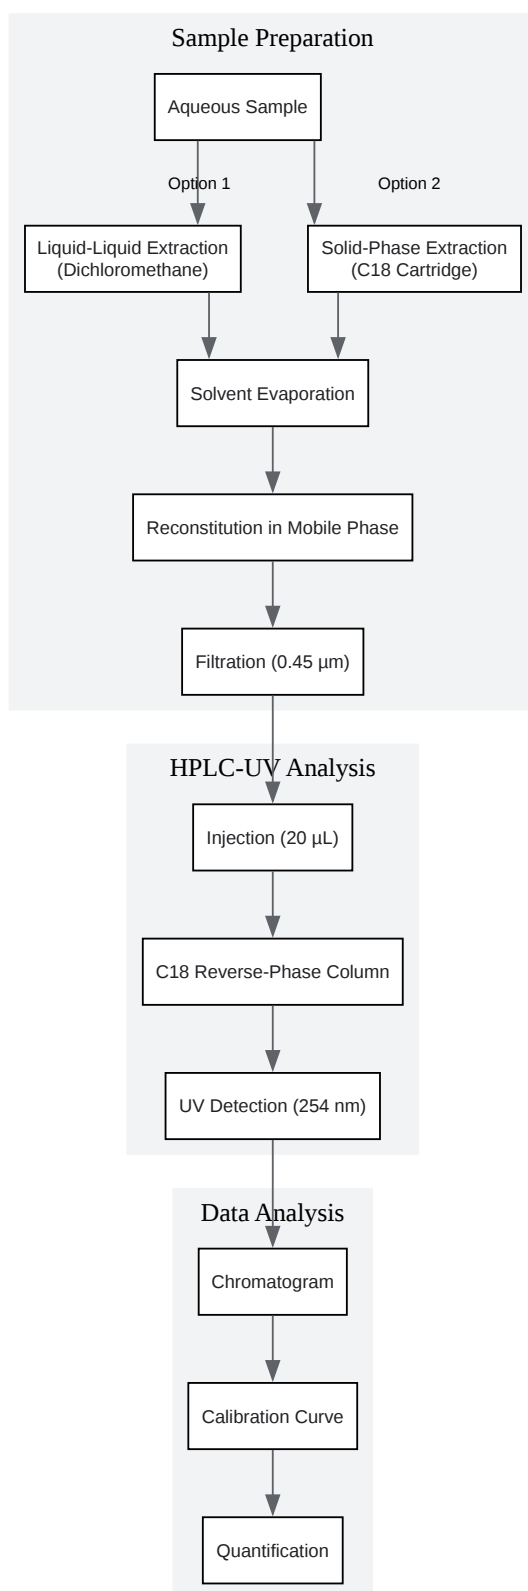 Sample Preparation
Aqueous Sample
Option 1
Option 2
Liquid-Liquid Extraction
(Dichloromethane)
Solid-Phase Extraction
(C18 Cartridge)
Solvent Evaporation
Reconstitution in Mobile Phase
Filtration (0.45 µm)
HPLC-UV Analysis
Injection (20 µL)
C18 Reverse-Phase Column
UV Detection (254 nm)
Data Analysis
Chromatogram
Calibration Curve
Quantification